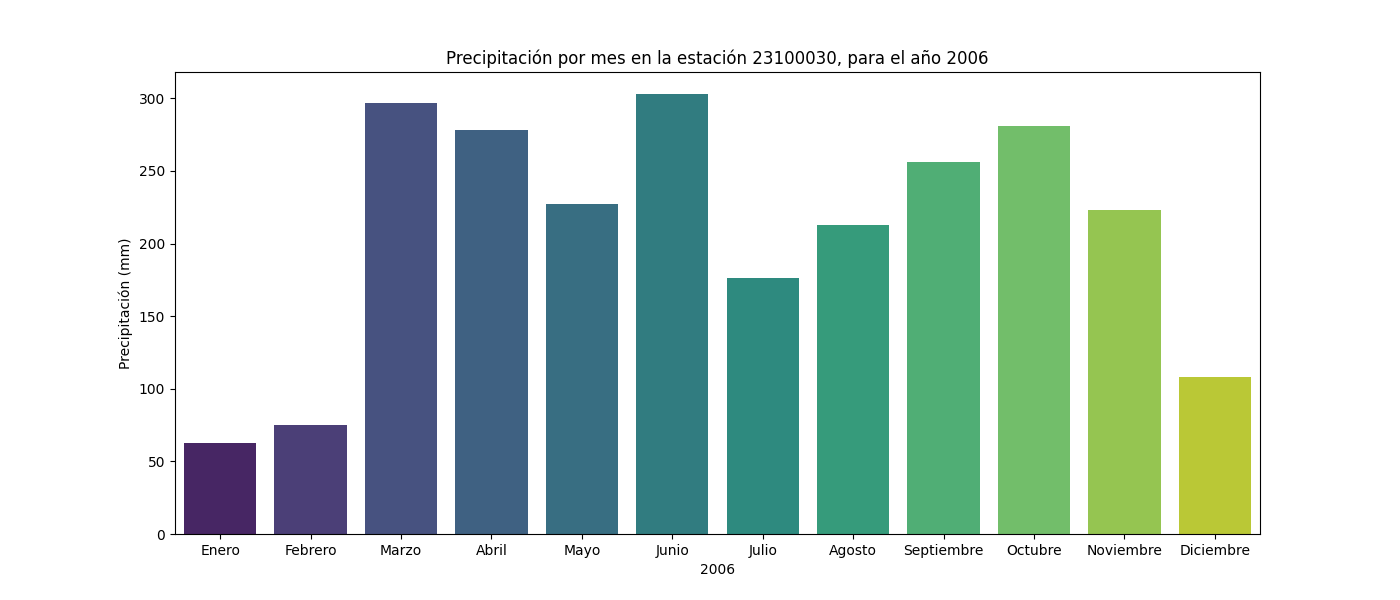 Precipitación por mes en la estación 23100030, para el año 2006
Precipitación (mm)
300
250
200
150
100
50
0
Enero Febrero Marzo Abril Mayo Junio Julio Agosto Septiembre Octubre Noviembre Diciembre
2006